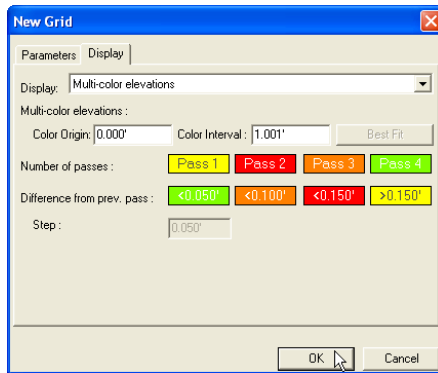 New Grid
Parameters Display
Display: Multi-color elevations
Multi-color elevations :
Color Origin: 0.000' Color Interval : 1.001' Best Fit
Number of passes : Pass 1 Pass 2 Pass 3 Pass 4
Difference from prev. pass : <0.050' <0.100' <0.150' >0.150'
Step : 0.050'
OK Cancel